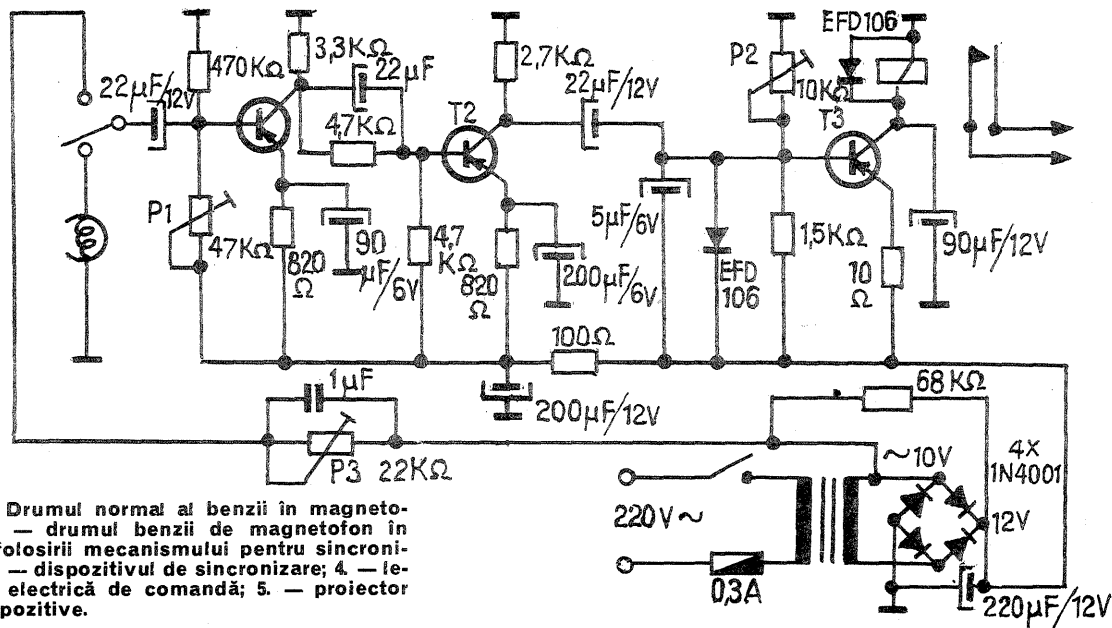 EFD106
3,3KΩ
470KΩ
22µF
2,7KΩ
P2
22µF/12V
T2
22µF/12V
10KΩ
4,7KΩ
T3
P1
47KΩ
820
Ω
90
µF/6V
4,7
KΩ
820
Ω
200µF/6V
5µF/6V
EFD
106
1,5KΩ
10
Ω
90µF/12V
100Ω
1µF
200µF/12V
68KΩ
P3 22KΩ
~10V
4X
1N4001
220V~
12V
0,3A
220µF/12V
Drumul normal al benzii în magneto-
— drumul benzii de magnetofon în
folosirii mecanismului pentru sincroni-
— dispozitivul de sincronizare; 4. — le-
electrică de comandă; 5. — proiector
pozitive.